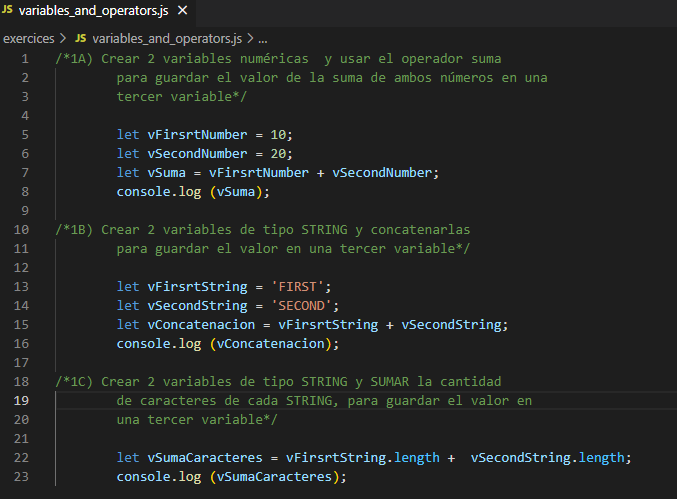 JS variables_and_operators.js ×
exercices > JS variables_and_operators.js > ...
1 /*1A) Crear 2 variables numéricas  y usar el operador suma
2 para guardar el valor de la suma de ambos números en una
3 tercer variable*/
4
5 let vFirsrtNumber = 10;
6 let vSecondNumber = 20;
7 let vSuma = vFirsrtNumber + vSecondNumber;
8 console.log (vSuma);
9
10 /*1B) Crear 2 variables de tipo STRING y concatenarlas
11 para guardar el valor en una tercer variable*/
12
13 let vFirsrtString = 'FIRST';
14 let vSecondString = 'SECOND';
15 let vConcatenacion = vFirsrtString + vSecondString;
16 console.log (vConcatenacion);
17
18 /*1C) Crear 2 variables de tipo STRING y SUMAR la cantidad
19 de caracteres de cada STRING, para guardar el valor en
20 una tercer variable*/
21
22 let vSumaCaracteres = vFirsrtString.length +  vSecondString.length;
23 console.log (vSumaCaracteres);